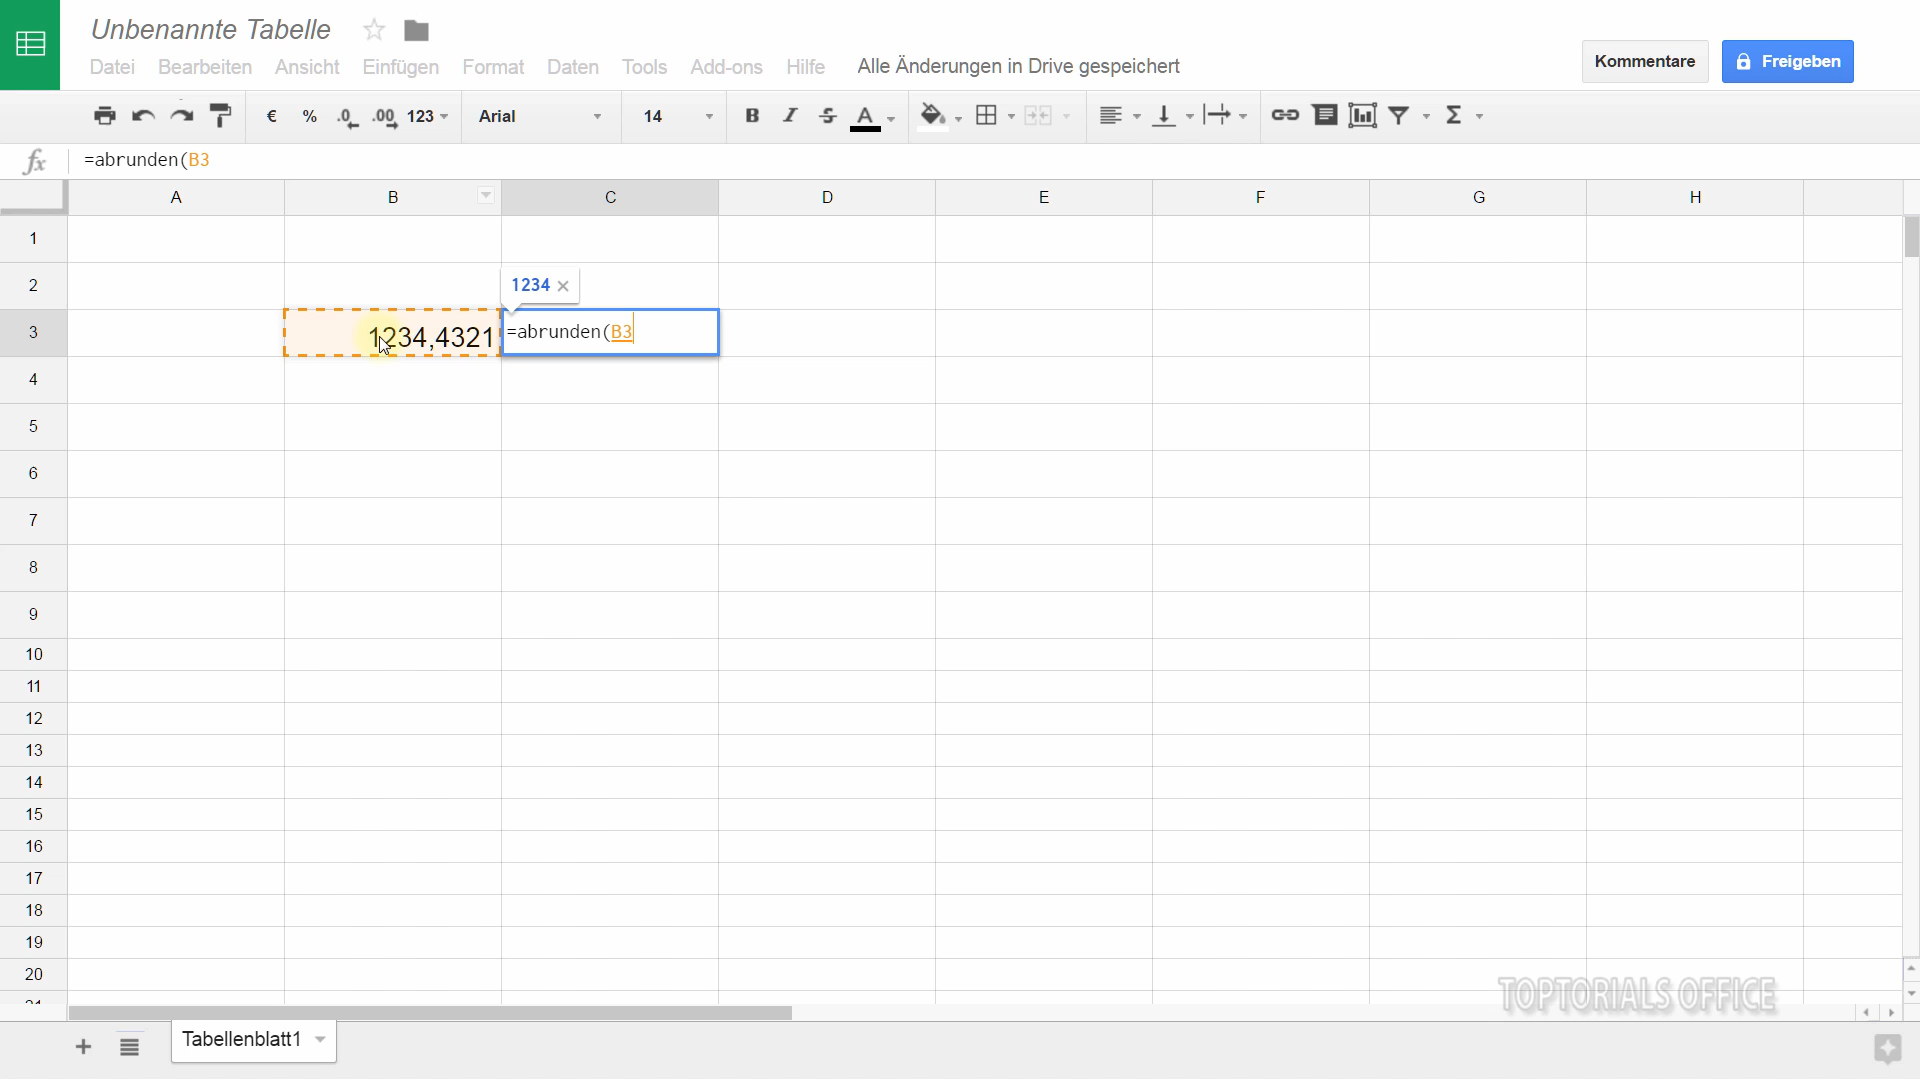 Unbenannte Tabelle
Datei Bearbeiten Ansicht Einfügen Format Daten Tools Add-ons Hilfe Alle Änderungen in Drive gespeichert
Kommentare Freigeben
€ % .0 .00 123 Arial 14 B I S A Σ
fx =abrunden(B3
A B C D E F G H
1
2
1234 ×
3 1234,4321 =abrunden(B3
4
5
6
7
8
9
10
11
12
13
14
15
16
17
18
19
20
21
TOPTORIALS OFFICE
Tabellenblatt1